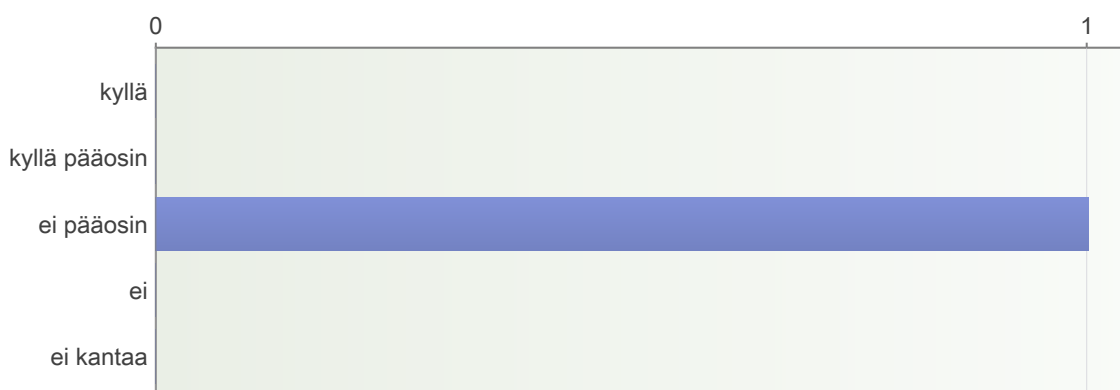 0 1
kyllä
kyllä pääosin
ei pääosin
ei
ei kantaa